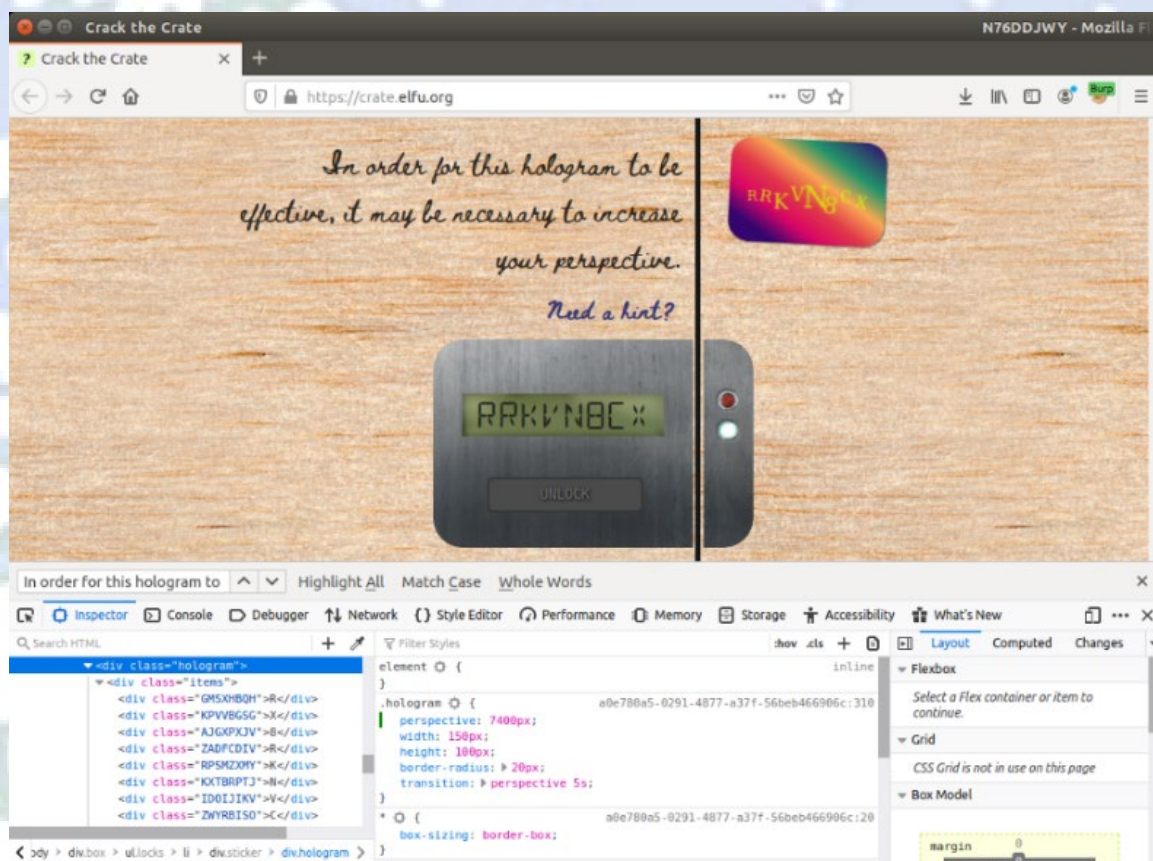 Crack the Crate
N76DDJWY - Mozilla Fi
? Crack the Crate × +
https://crate.elfu.org
Burp
In order for this hologram to be
effective, it may be necessary to increase
your perspective.
Need a hint?
RRKVN8CX
RRKVN8CX
UNLOCK
In order for this hologram to
Highlight All Match Case Whole Words
Inspector Console Debugger Network {} Style Editor Performance Memory Storage Accessibility What's New
Search HTML
<div class="hologram">
<div class="items">
<div class="GMSXHBQH">R</div>
<div class="KPVVBGSG">X</div>
<div class="AJGXPXJV">8</div>
<div class="ZADFCDIV">R</div>
<div class="RPSMZXMY">K</div>
<div class="KXTBRPTJ">N</div>
<div class="IDOIJIKV">V</div>
<div class="ZWYRBISO">C</div>
body > div.box > ul.locks > li > div.sticker > div.hologram >
Filter Styles :hov .cls +
element { inline
}
.hologram { a0e780a5-0291-4877-a37f-56beb466906c:310
perspective: 7400px;
width: 150px;
height: 100px;
border-radius: 20px;
transition: perspective 5s;
}
* { a0e780a5-0291-4877-a37f-56beb466906c:20
box-sizing: border-box;
}
Layout Computed Changes
Flexbox
Select a Flex container or item to
continue.
Grid
CSS Grid is not in use on this page
Box Model
margin 0